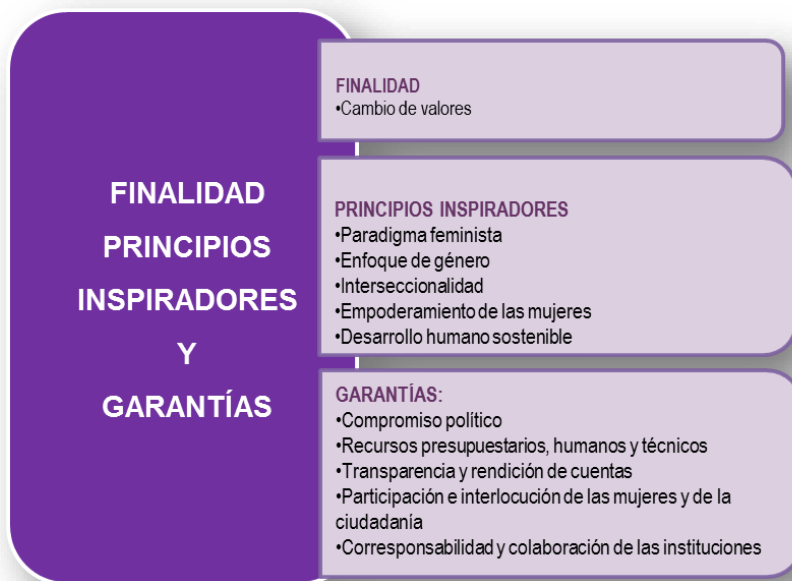 FINALIDAD
PRINCIPIOS
INSPIRADORES
Y
GARANTÍAS
FINALIDAD
•Cambio de valores
PRINCIPIOS INSPIRADORES
•Paradigma feminista
•Enfoque de género
•Interseccionalidad
•Empoderamiento de las mujeres
•Desarrollo humano sostenible
GARANTÍAS:
•Compromiso político
•Recursos presupuestarios, humanos y técnicos
•Transparencia y rendición de cuentas
•Participación e interlocución de las mujeres y de la
ciudadanía
•Corresponsabilidad y colaboración de las instituciones